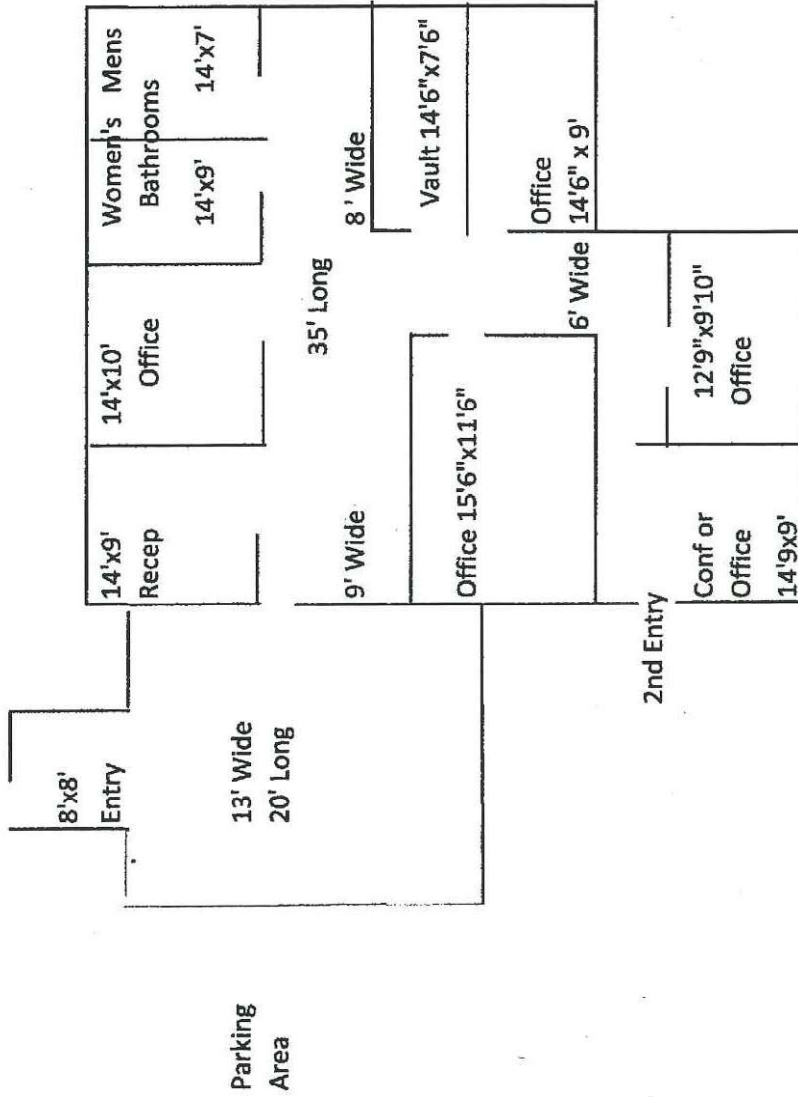 8'x8'
Entry
13' Wide
20' Long
Parking
Area
14'x9'
Recep
14'x10'
Office
Women's Mens
Bathrooms
14'x9'
14'x7'
35' Long
9' Wide
8 ' Wide
Vault 14'6"x7'6"
Office 15'6"x11'6"
Office
14'6" x 9'
6' Wide
2nd Entry
Conf or
Office
14'9x9'
12'9"x9'10"
Office